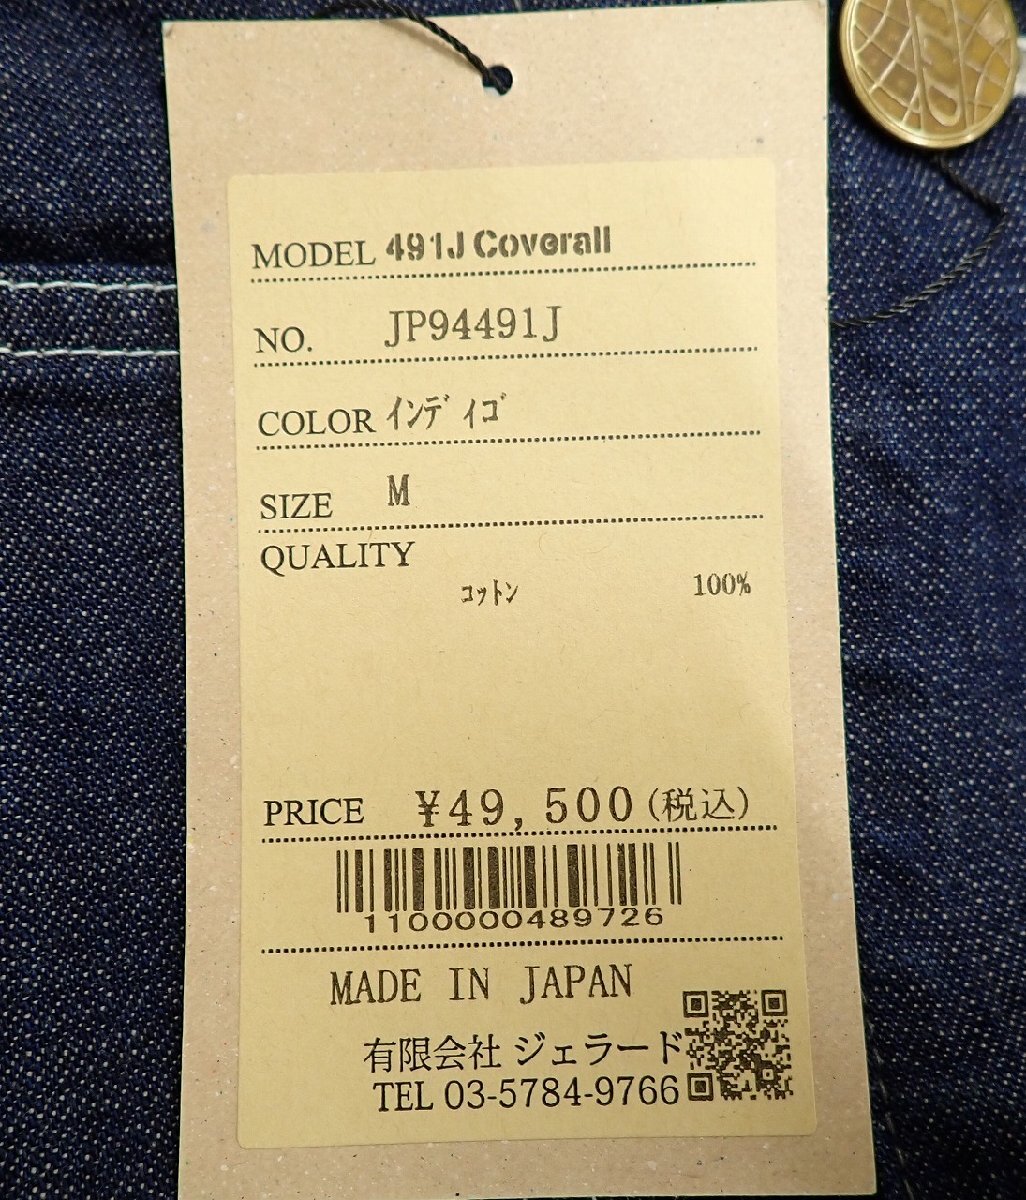 MODEL 491J Coverall
NO. JP94491J
COLOR インディゴ
SIZE M
QUALITY
コットン 100%
PRICE ¥49,500(税込)
1100000489726
MADE IN JAPAN
有限会社 ジェラード
TEL 03-5784-9766